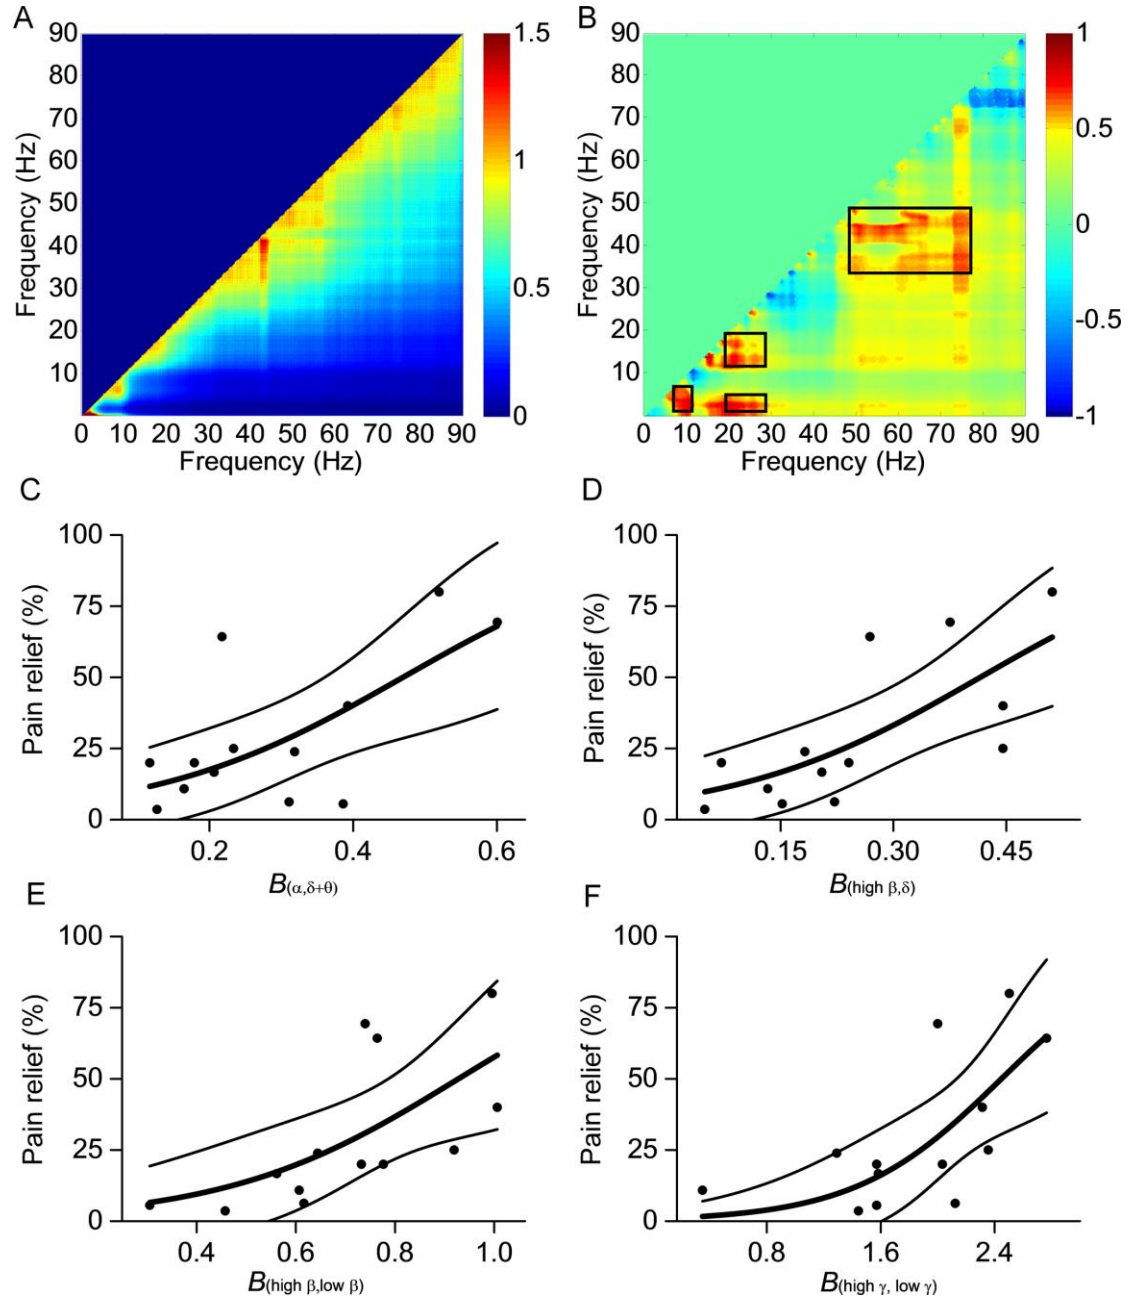 A
B
90
80
70
60
50
40
30
20
10
Frequency (Hz)
0 10 20 30 40 50 60 70 80 90
Frequency (Hz)
1.5
1
0.5
0
90
80
70
60
50
40
30
20
10
Frequency (Hz)
0 10 20 30 40 50 60 70 80 90
Frequency (Hz)
1
0.5
0
-0.5
-1
C
100
75
50
25
0
Pain relief (%)
0.2 0.4 0.6
B(α,δ+θ)
D
100
75
50
25
0
Pain relief (%)
0.15 0.30 0.45
B(high β,δ)
E
100
75
50
25
0
Pain relief (%)
0.4 0.6 0.8 1.0
B(high β,low β)
F
100
75
50
25
0
Pain relief (%)
0.8 1.6 2.4
B(high γ, low γ)